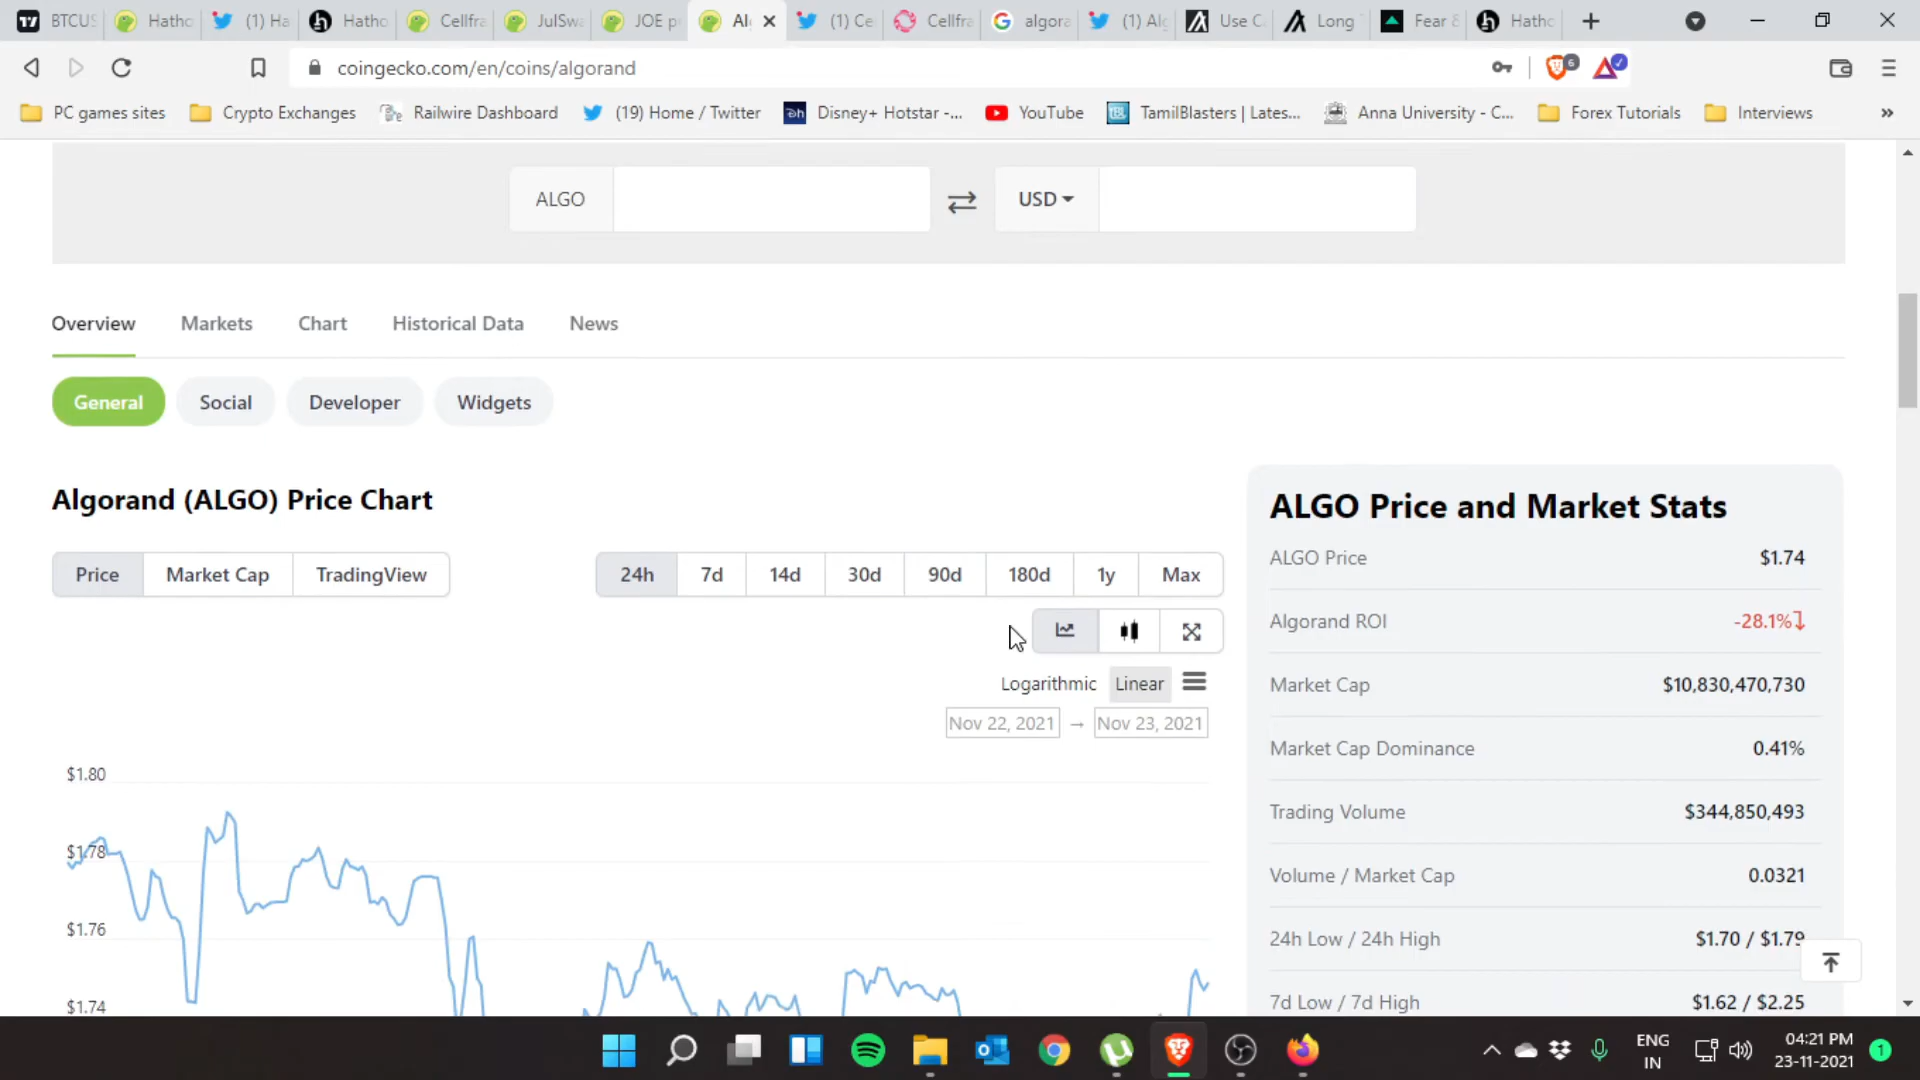 BTCUS Hatho (1) Ha Hatho Cellfra JulSwa JOE p Al (1) Ce Cellfra algora (1) Alg Use C Long Fear & Hatho
coingecko.com/en/coins/algorand 6
PC games sites Crypto Exchanges Railwire Dashboard (19) Home / Twitter Disney+ Hotstar -... YouTube TamilBlasters | Lates... Anna University - C... Forex Tutorials Interviews »
ALGO USD
Overview Markets Chart Historical Data News
General Social Developer Widgets
Algorand (ALGO) Price Chart
Price Market Cap TradingView 24h 7d 14d 30d 90d 180d 1y Max
Logarithmic Linear
Nov 22, 2021 → Nov 23, 2021
$1.80
$1.78
$1.76
$1.74
ALGO Price and Market Stats
ALGO Price $1.74
Algorand ROI -28.1%
Market Cap $10,830,470,730
Market Cap Dominance 0.41%
Trading Volume $344,850,493
Volume / Market Cap 0.0321
24h Low / 24h High $1.70 / $1.79
7d Low / 7d High $1.62 / $2.25
ENG
IN
04:21 PM
23-11-2021
1